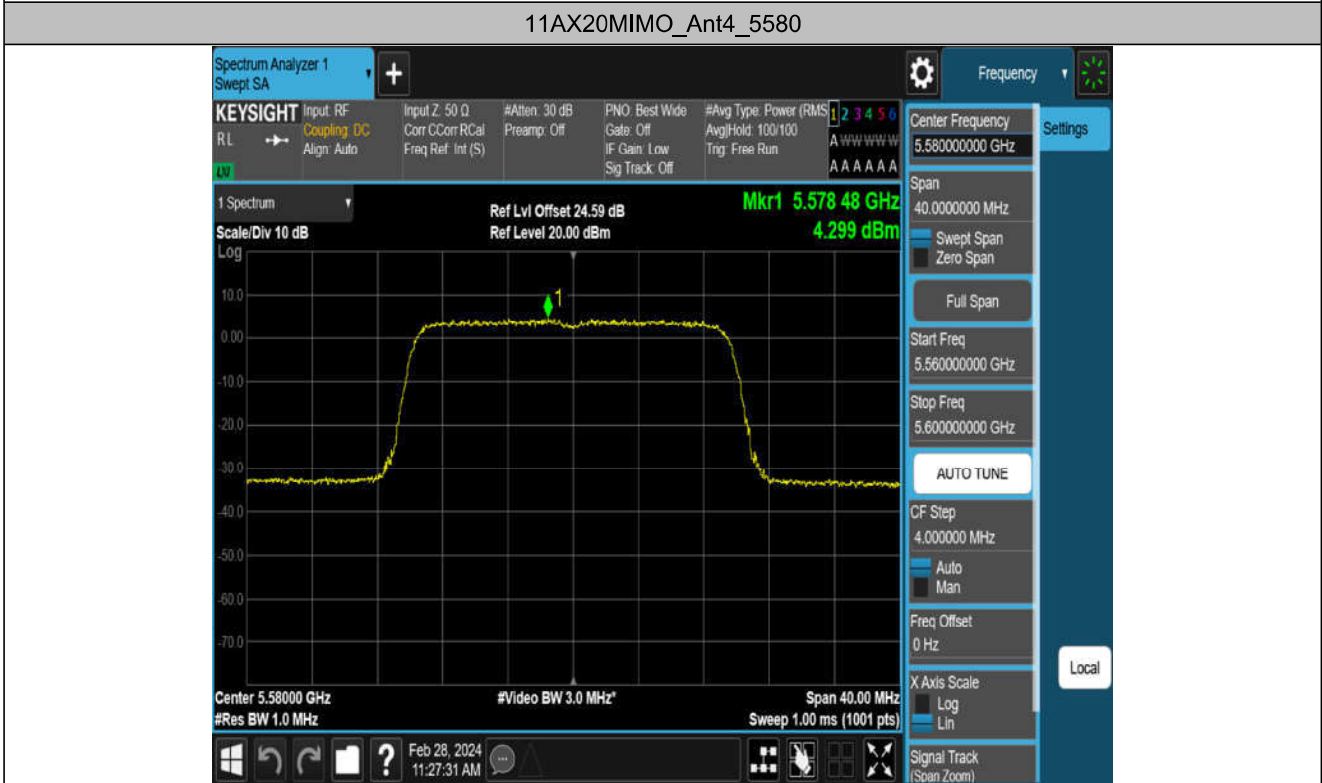 11AX20MIMO_Ant4_5580
Spectrum Analyzer 1
Swept SA
+
Frequency
KEYSIGHT
RL
LXI
Input: RF
Coupling: DC
Align: Auto
Input Z: 50 Ω
Corr CCorr RCal
Freq Ref: Int (S)
#Atten: 30 dB
Preamp: Off
PNO: Best Wide
Gate: Off
IF Gain: Low
Sig Track: Off
#Avg Type: Power (RMS
Avg|Hold: 100/100
Trig: Free Run
1 2 3 4 5 6
A W W W W W
A A A A A A
1 Spectrum
Scale/Div 10 dB
Log
Ref Lvl Offset 24.59 dB
Ref Level 20.00 dBm
Mkr1 5.578 48 GHz
4.299 dBm
1
10.0
0.00
-10.0
-20.0
-30.0
-40.0
-50.0
-60.0
-70.0
Center 5.58000 GHz
#Res BW 1.0 MHz
#Video BW 3.0 MHz*
Span 40.00 MHz
Sweep 1.00 ms (1001 pts)
?
Feb 28, 2024
11:27:31 AM
Center Frequency
5.580000000 GHz
Settings
Span
40.0000000 MHz
Swept Span
Zero Span
Full Span
Start Freq
5.560000000 GHz
Stop Freq
5.600000000 GHz
AUTO TUNE
CF Step
4.000000 MHz
Auto
Man
Freq Offset
0 Hz
Local
X Axis Scale
Log
Lin
Signal Track
(Span Zoom)